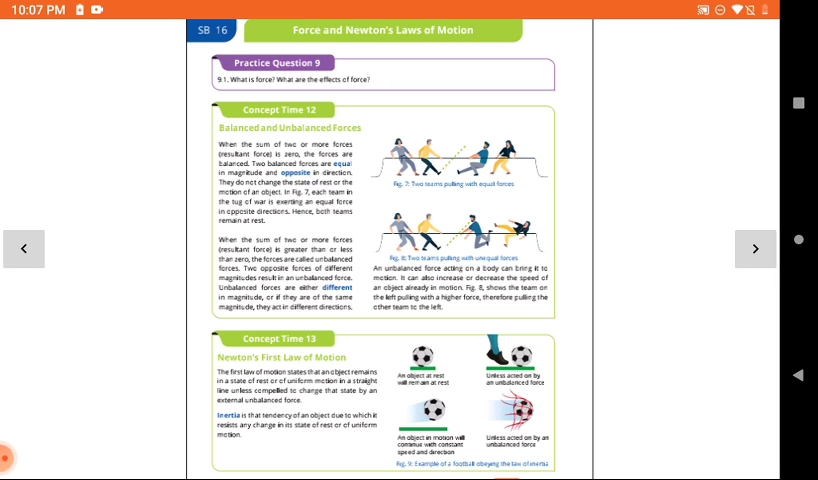 10:07 PM
SB 16
Force and Newton's Laws of Motion
Practice Question 9
9.1. What is force? What are the effects of force?
Concept Time 12
Balanced and Unbalanced Forces
When the sum of two or more forces
(resultant force) is zero, the forces are
balanced. Two balanced forces are equal
in magnitude and opposite in direction.
They do not change the state of rest or the
motion of an object. In Fig. 7, each team in
the tug of war is exerting an equal force
in opposite directions. Hence, both teams
remain at rest.
When the sum of two or more forces
(resultant force) is greater than or less
than zero, the forces are called unbalanced
forces. Two opposite forces of different
magnitudes result in an unbalanced force.
Unbalanced forces are either different
in magnitude, or if they are of the same
magnitude, they act in different directions.
Fig. 7: Two teams pulling with equal forces
Fig. 8: Two teams pulling with unequal forces
An unbalanced force acting on a body can bring it to
motion. It can also increase or decrease the speed of
an object already in motion. Fig. 8, shows the team on
the left pulling with a higher force, therefore pulling the
other team to the left.
Concept Time 13
Newton's First Law of Motion
The first law of motion states that an object remains
in a state of rest or of uniform motion in a straight
line unless compelled to change that state by an
external unbalanced force.
Inertia is that tendency of an object due to which it
resists any change in its state of rest or of uniform
motion.
An object at rest
will remain at rest
Unless acted on by
an unbalanced force
An object in motion will
continue with constant
speed and direction
Unless acted on by an
unbalanced force
Fig. 9: Example of a football obeying the law of inertia